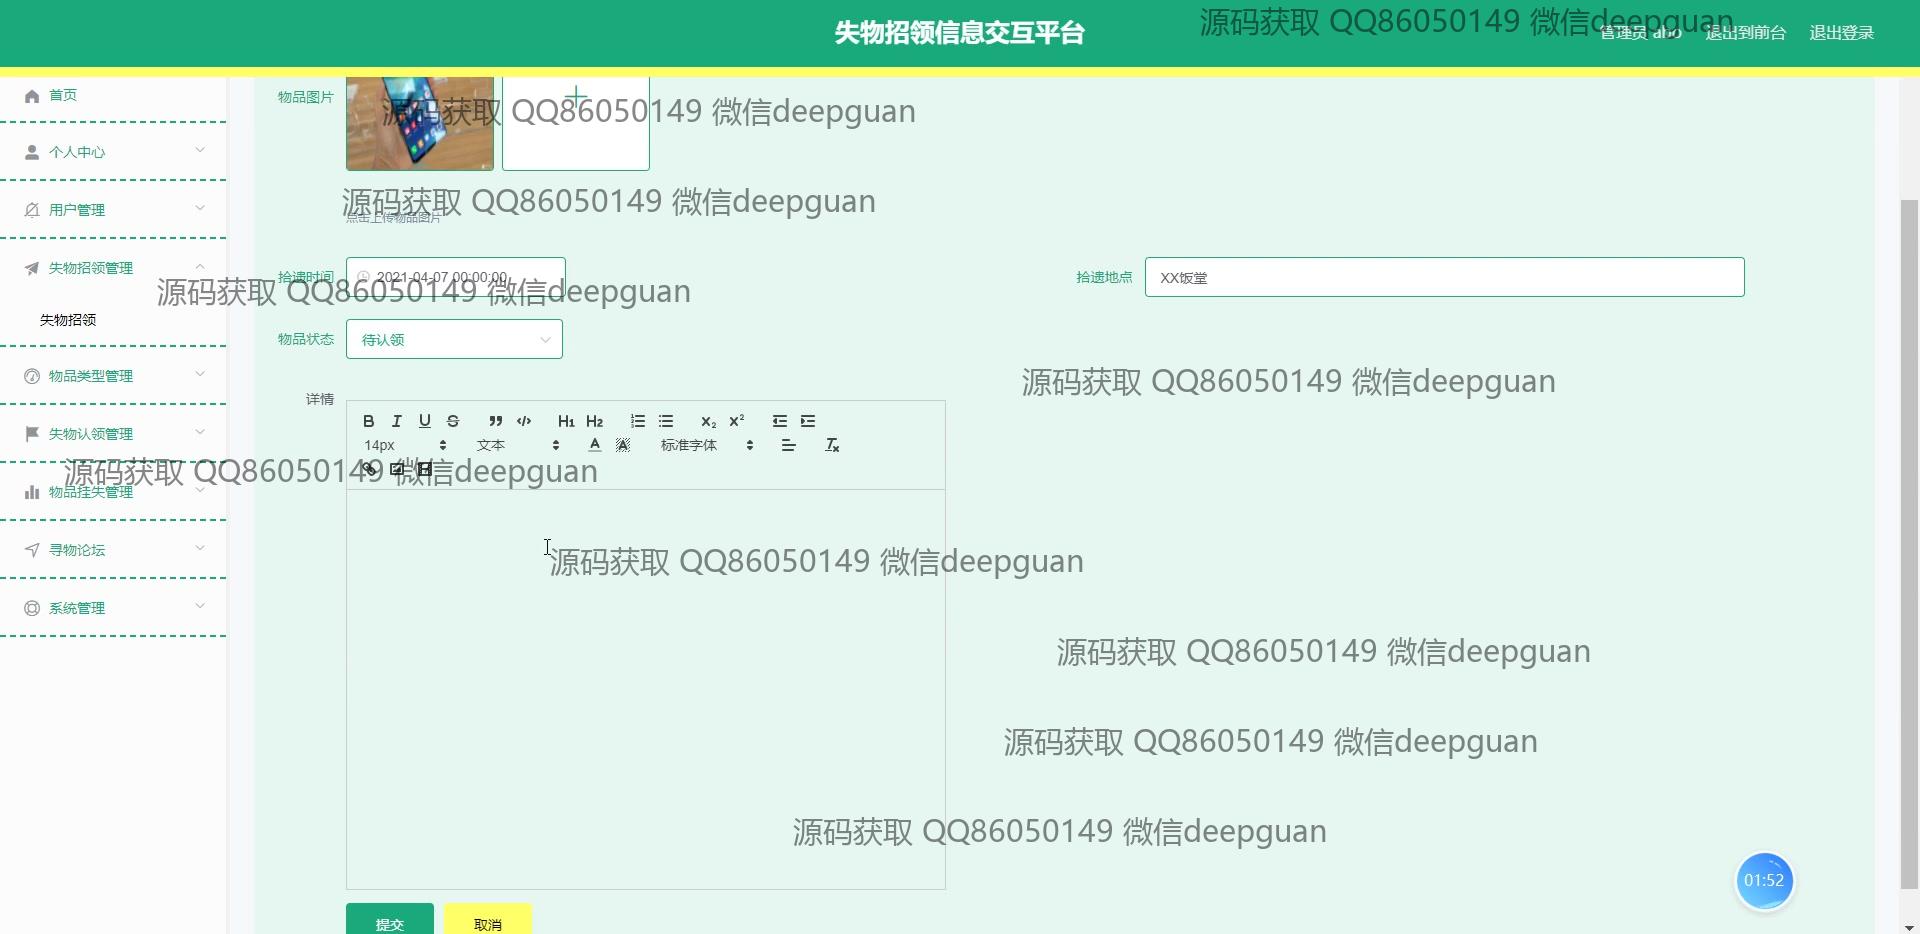 失物招领信息交互平台
源码获取 QQ86050149 微信deepguan
管理员 abo
退出到前台
退出登录
首页
个人中心
用户管理
失物招领管理
失物招领
物品类型管理
失物认领管理
物品挂失管理
寻物论坛
系统管理
物品图片
源码获取 QQ86050149 微信deepguan
源码获取 QQ86050149 微信deepguan
点击上传物品图片
拾遗时间
2021-04-07 00:00:00
拾遗地点
XX饭堂
源码获取 QQ86050149 微信deepguan
物品状态
待认领
源码获取 QQ86050149 微信deepguan
详情
B I U S H1 H2 X2 X2
14px 文本 A A 标准字体 Tx
源码获取 QQ86050149 微信deepguan
源码获取 QQ86050149 微信deepguan
源码获取 QQ86050149 微信deepguan
源码获取 QQ86050149 微信deepguan
源码获取 QQ86050149 微信deepguan
01:52
提交
取消